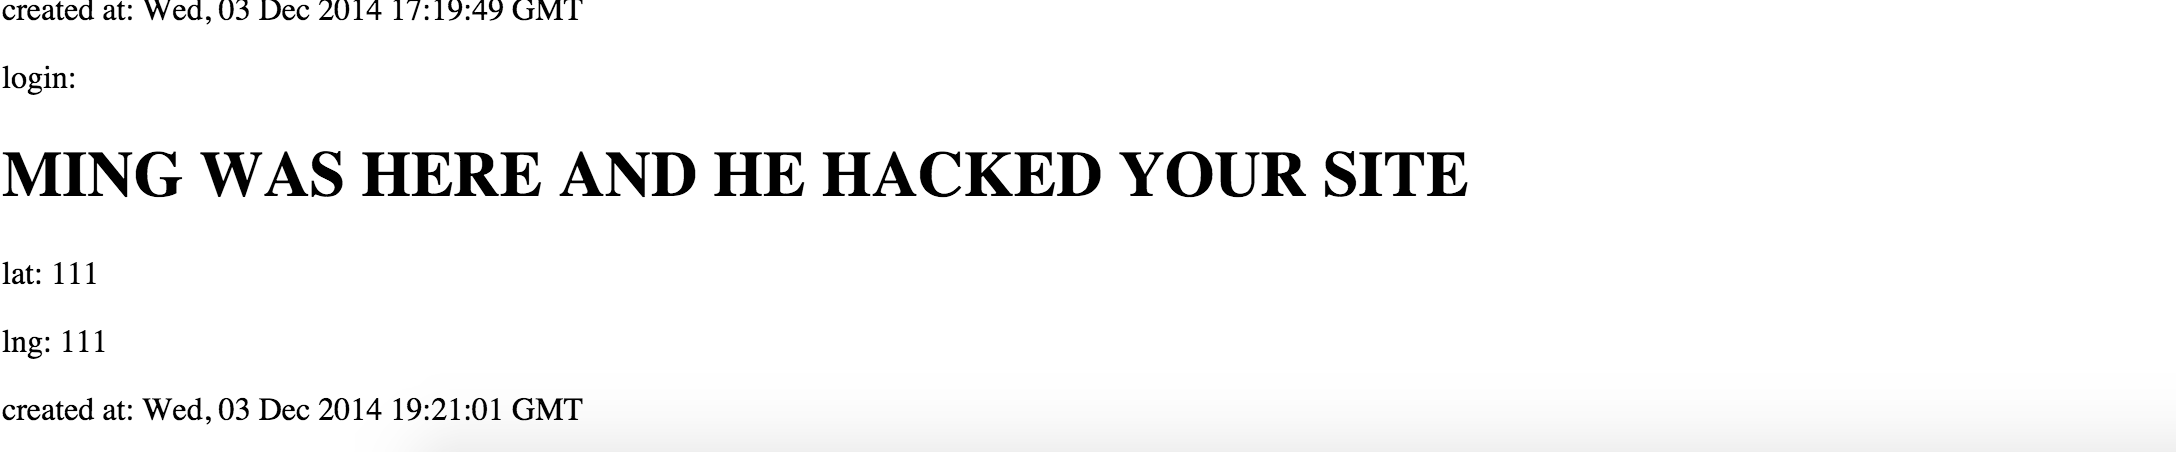 created at: Wed, 03 Dec 2014 17:19:49 GMT
login:
MING WAS HERE AND HE HACKED YOUR SITE
lat: 111
lng: 111
created at: Wed, 03 Dec 2014 19:21:01 GMT